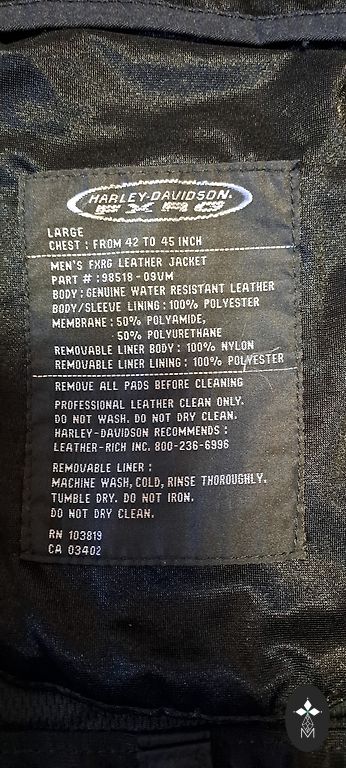 HARLEY-DAVIDSON
FXRG
LARGE
CHEST : FROM 42 TO 45 INCH
MEN'S FXRG LEATHER JACKET
PART # :98518-09VM
BODY : GENUINE WATER RESISTANT LEATHER
BODY/SLEEVE LINING : 100% POLYESTER
MEMBRANE : 50% POLYAMIDE,
50% POLYURETHANE
REMOVABLE LINER BODY : 100% NYLON
REMOVABLE LINER LINING : 100% POLYESTER
REMOVE ALL PADS BEFORE CLEANING
PROFESSIONAL LEATHER CLEAN ONLY.
DO NOT WASH. DO NOT DRY CLEAN.
HARLEY-DAVIDSON RECOMMENDS :
LEATHER-RICH INC. 800-236-6996
REMOVABLE LINER :
MACHINE WASH, COLD, RINSE THOROUGHLY.
TUMBLE DRY. DO NOT IRON.
DO NOT DRY CLEAN.
RN 103819
CA 03402
M